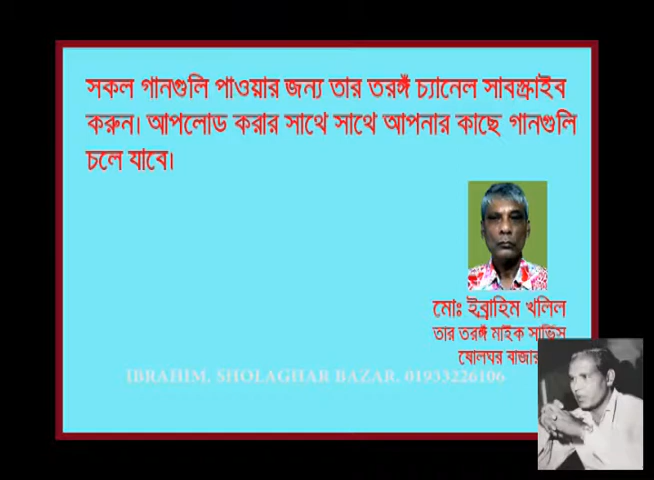 সকল গানগুলি পাওয়ার জন্য তার তরঙ্গঁ চ্যানেল সাবস্ক্রাইব
করুন। আপলোড করার সাথে সাথে আপনার কাছে গানগুলি
চলে যাবে।
মোঃ ইব্রাহিম খলিল
তার তরঙ্গঁ মাইক সার্ভিস
ষোলঘর বাজার
IBRAHIM, SHOLAGHAR BAZAR, 01933226106